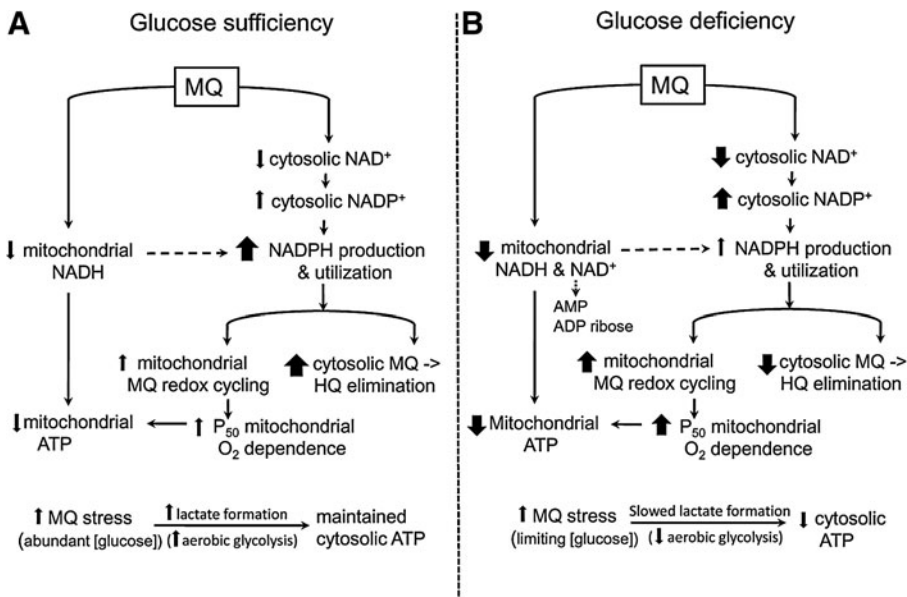 A
Glucose sufficiency
MQ
cytosolic NAD⁺
cytosolic NADP⁺
mitochondrial
NADH
NADPH production
& utilization
mitochondrial
MQ redox cycling
cytosolic MQ ->
HQ elimination
mitochondrial
ATP
P₅₀ mitochondrial
O₂ dependence
MQ stress
(abundant [glucose])
lactate formation
(aerobic glycolysis)
maintained
cytosolic ATP
B
Glucose deficiency
MQ
cytosolic NAD⁺
cytosolic NADP⁺
mitochondrial
NADH & NAD⁺
AMP
ADP ribose
NADPH production
& utilization
mitochondrial
MQ redox cycling
cytosolic MQ ->
HQ elimination
Mitochondrial
ATP
P₅₀ mitochondrial
O₂ dependence
MQ stress
(limiting [glucose])
Slowed lactate formation
(aerobic glycolysis)
cytosolic
ATP